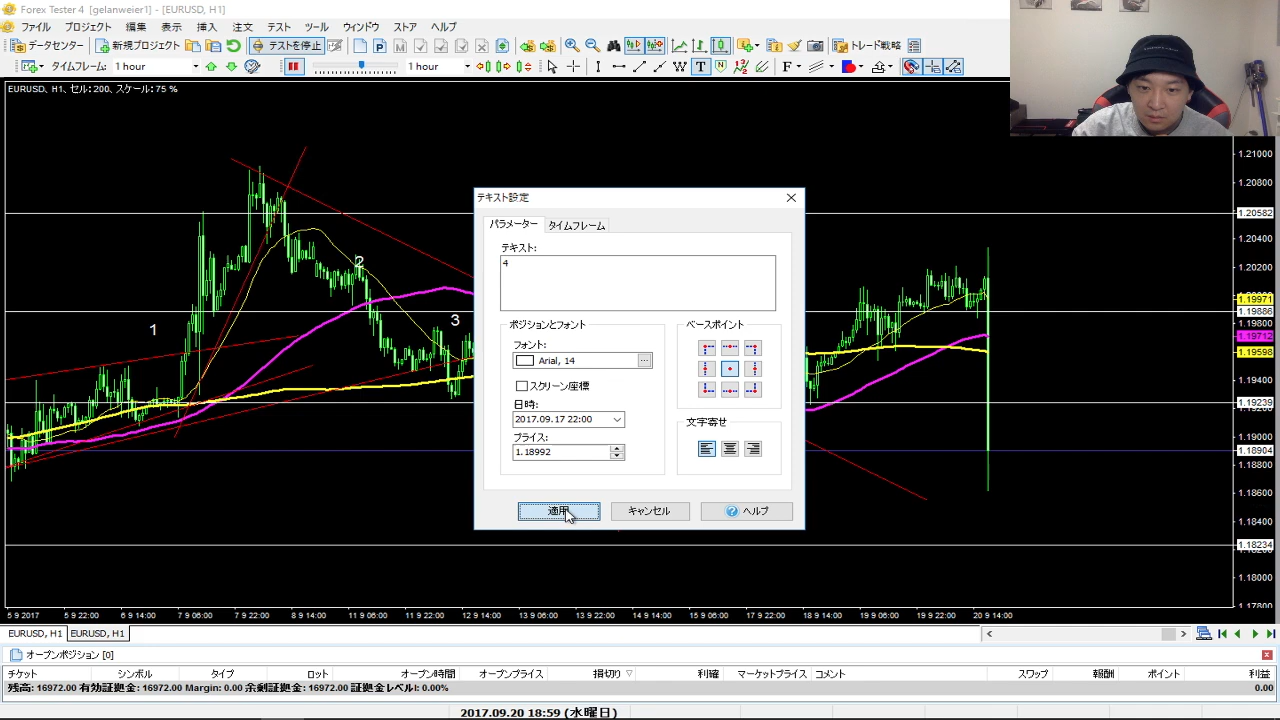 Forex Tester 4 [gelanweier1] - [EURUSD, H1]
ファイル プロジェクト 編集 表示 挿入 注文 テスト ツール ウィンドウ ストア ヘルプ
データセンター 新規プロジェクト テストを停止 トレード戦略
タイムフレーム: 1 hour 1 hour
EURUSD, H1, セル: 200, スケール: 75 %
1
2
3
テキスト設定
パラメーター タイムフレーム
テキスト:
4
ポジションとフォント
フォント:
Arial, 14
スクリーン座標
日時:
2017.09.17 22:00
プライス:
1.18992
ベースポイント
文字寄せ
適用 キャンセル ヘルプ
1.21000
1.20800
1.20582
1.20400
1.20200
1.19971
1.19886
1.19800
1.19712
1.19598
1.19400
1.19239
1.19000
1.18904
1.18800
1.18600
1.18400
1.18234
1.18000
1.17800
5 9 2017 5 9 22:00 6 9 14:00 7 9 06:00 7 9 22:00 8 9 14:00 11 9 06:00 11 9 22:00 12 9 14:00 13 9 06:00 13 9 22:00 14 9 14:00 15 9 06:00 17 9 22:00 18 9 14:00 19 9 06:00 19 9 22:00 20 9 14:00
EURUSD, H1 EURUSD, H1
オープンポジション [0]
チケット シンボル タイプ ロット オープン時間 オープンプライス 損切り 利確 マーケットプライス コメント スワップ 報酬 ポイント 利益
残高: 16972.00 有効証拠金: 16972.00 Margin: 0.00 余剰証拠金: 16972.00 証拠金レベル: 0.00% 0.00
2017.09.20 18:59 (水曜日)